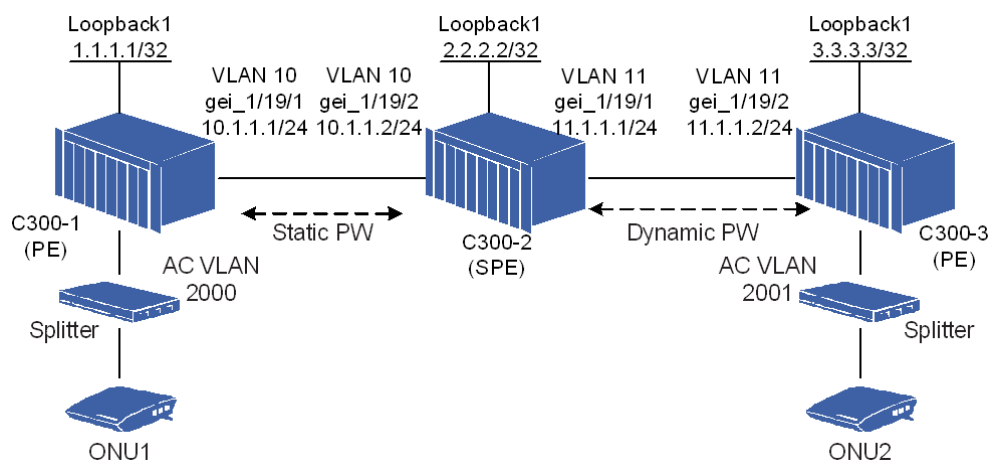 Loopback1
1.1.1.1/32
Loopback1
2.2.2.2/32
Loopback1
3.3.3.3/32
VLAN 10
gei_1/19/1
10.1.1.1/24
VLAN 10
gei_1/19/2
10.1.1.2/24
VLAN 11
gei_1/19/1
11.1.1.1/24
VLAN 11
gei_1/19/2
11.1.1.2/24
C300-1
(PE)
Static PW
C300-2
(SPE)
Dynamic PW
C300-3
(PE)
AC VLAN
2000
AC VLAN
2001
Splitter
Splitter
ONU1
ONU2